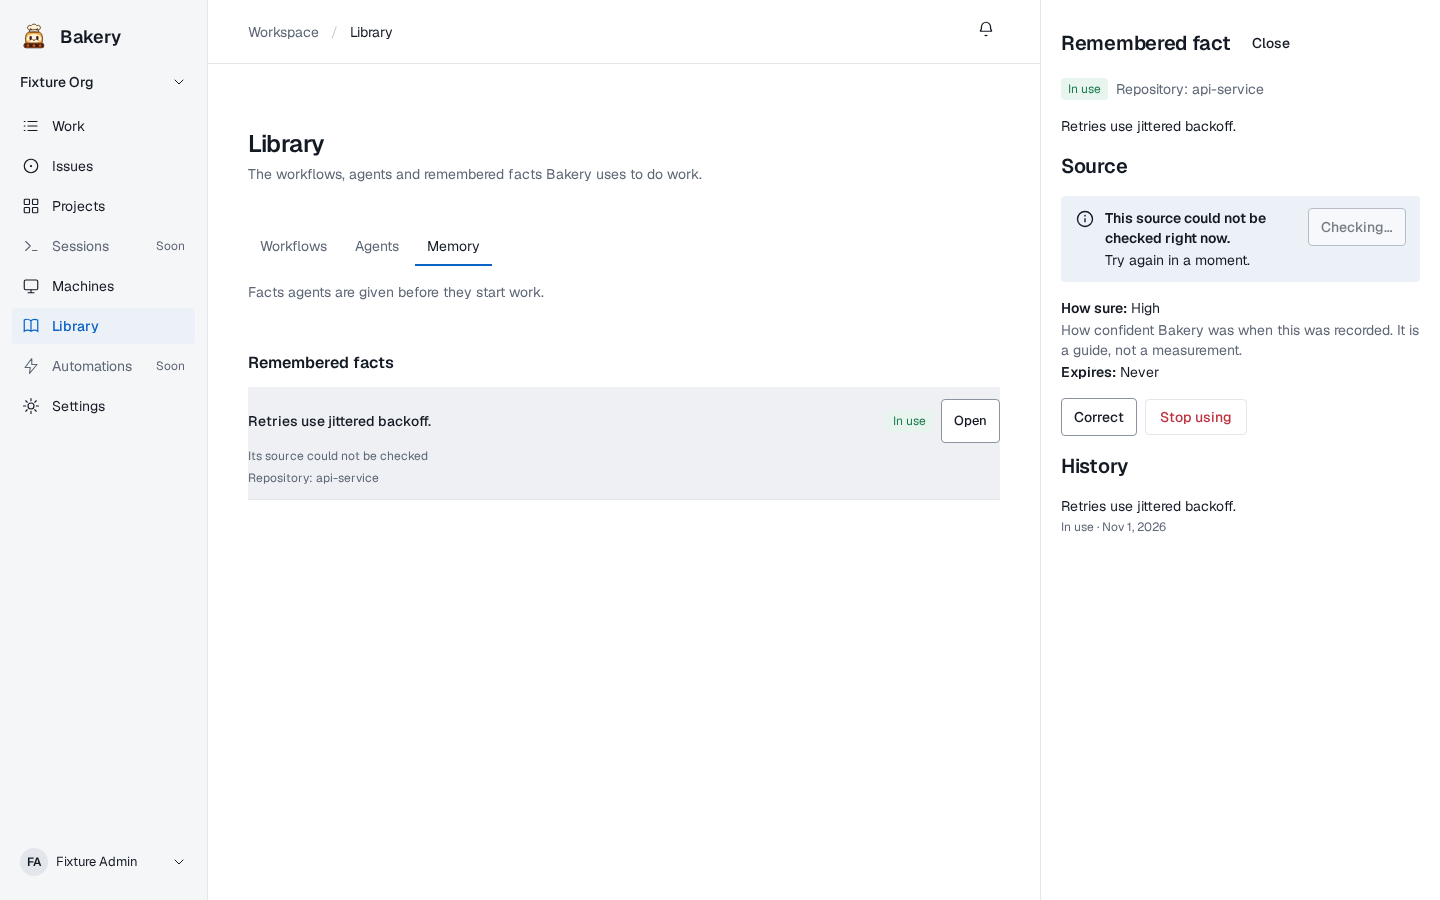 Bakery
Fixture Org
Work
Issues
Projects
Sessions Soon
Machines
Library
Automations Soon
Settings
FA Fixture Admin
Workspace / Library
Library
The workflows, agents and remembered facts Bakery uses to do work.
Workflows Agents Memory
Facts agents are given before they start work.
Remembered facts
Retries use jittered backoff. In use Open
Its source could not be checked
Repository: api-service
Remembered fact Close
In use Repository: api-service
Retries use jittered backoff.
Source
This source could not be
checked right now.
Try again in a moment.
Checking...
How sure: High
How confident Bakery was when this was recorded. It is
a guide, not a measurement.
Expires: Never
Correct Stop using
History
Retries use jittered backoff.
In use · Nov 1, 2026